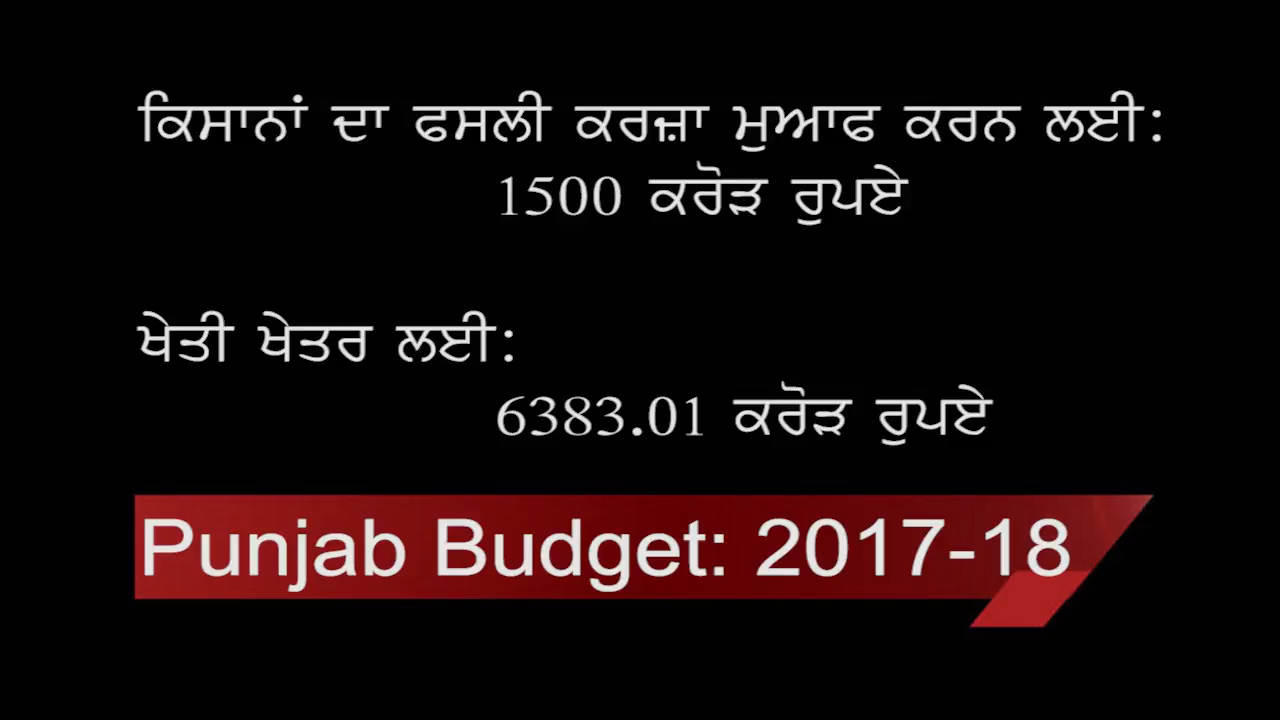 ਕਿਸਾਨਾਂ ਦਾ ਫਸਲੀ ਕਰਜ਼ਾ ਮੁਆਫ ਕਰਨ ਲਈ:
1500 ਕਰੋੜ ਰੁਪਏ
ਖੇਤੀ ਖੇਤਰ ਲਈ:
6383.01 ਕਰੋੜ ਰੁਪਏ
Punjab Budget: 2017-18